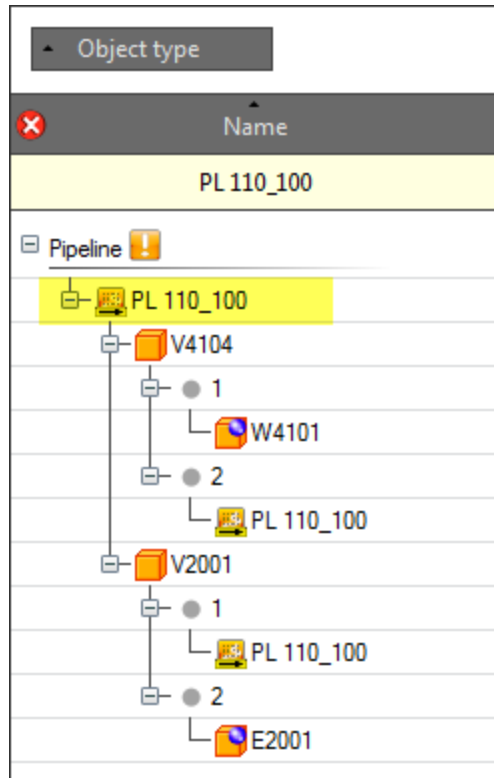 Object type
Name
PL 110_100
Pipeline
PL 110_100
V4104
1
W4101
2
PL 110_100
V2001
1
PL 110_100
2
E2001